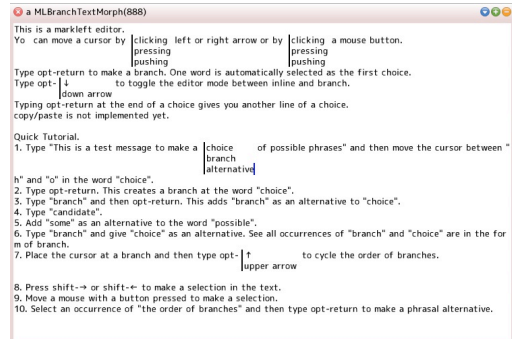 a MLBranchTextMorph(888)
This is a markleft editor.
Yo can move a cursor by clicking left or right arrow or by clicking a mouse button.
pressing pressing
pushing pushing
Type opt-return to make a branch. One word is automatically selected as the first choice.
Type opt- ↓ to toggle the editor mode between inline and branch.
down arrow
Typing opt-return at the end of a choice gives you another line of a choice.
copy/paste is not implemented yet.
Quick Tutorial.
1. Type "This is a test message to make a choice of possible phrases" and then move the cursor between "
branch
alternative
h" and "o" in the word "choice".
2. Type opt-return. This creates a branch at the word "choice".
3. Type "branch" and then opt-return. This adds "branch" as an alternative to "choice".
4. Type "candidate".
5. Add "some" as an alternative to the word "possible".
6. Type "branch" and give "choice" as an alternative. See all occurrences of "branch" and "choice" are in the for
m of branch.
7. Place the cursor at a branch and then type opt- ↑ to cycle the order of branches.
upper arrow
8. Press shift-→ or shift-← to make a selection in the text.
9. Move a mouse with a button pressed to make a selection.
10. Select an occurrence of "the order of branches" and then type opt-return to make a phrasal alternative.